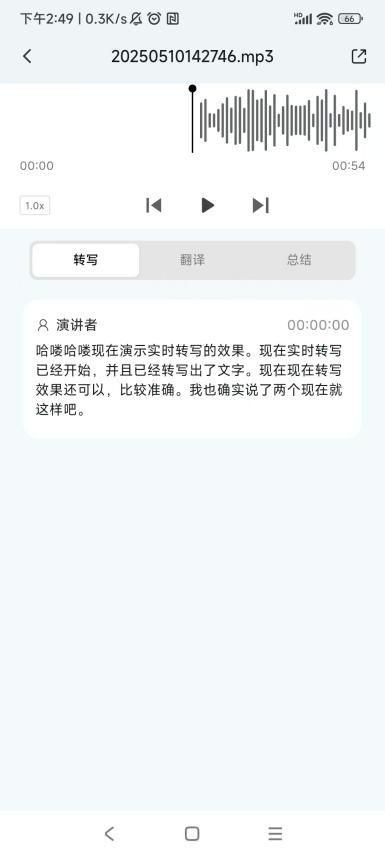 下午2:49 | 0.3K/s HD 66
20250510142746.mp3
00:00 00:54
1.0x
转写 翻译 总结
演讲者 00:00:00
哈喽哈喽现在演示实时转写的效果。现在实时转写
已经开始，并且已经转写出了文字。现在现在转写
效果还可以，比较准确。我也确实说了两个现在就
这样吧。